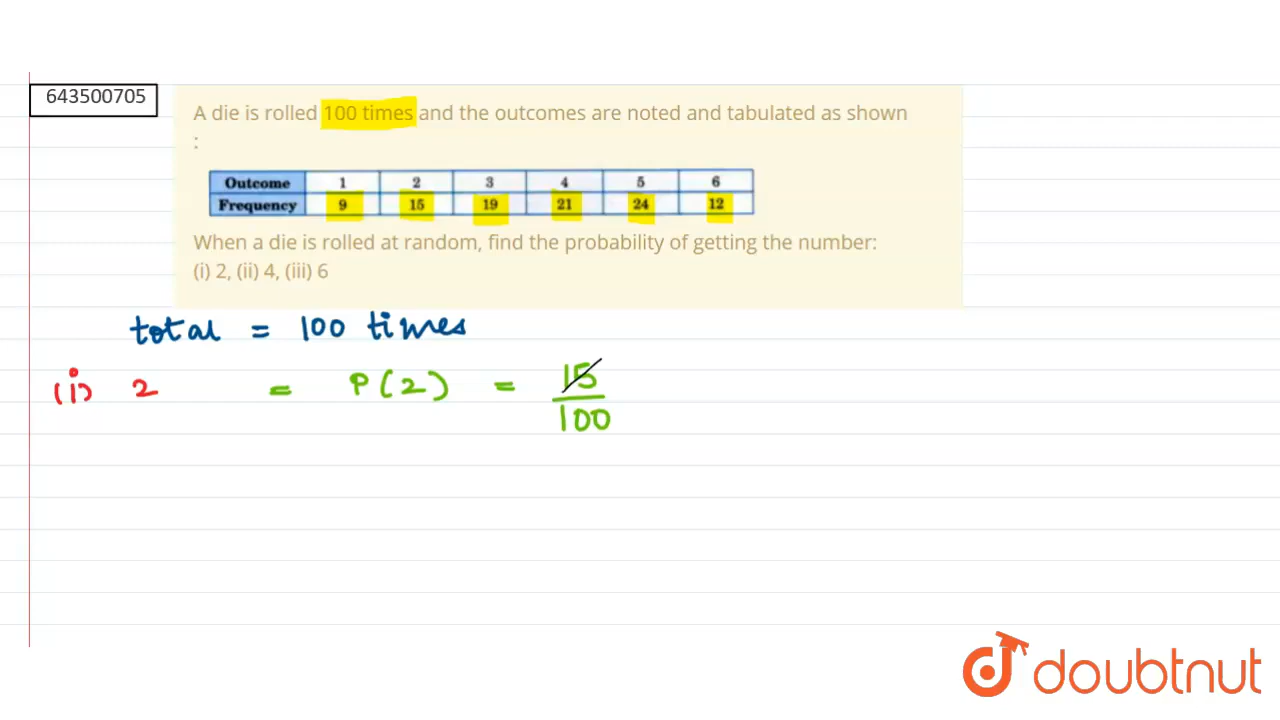 643500705
A die is rolled 100 times and the outcomes are noted and tabulated as shown
:
Outcome 1 2 3 4 5 6
Frequency 9 15 19 21 24 12
When a die is rolled at random, find the probability of getting the number:
(i) 2, (ii) 4, (iii) 6
total = 100 times
(i) 2 = P(2) = 15/100
doubtnut